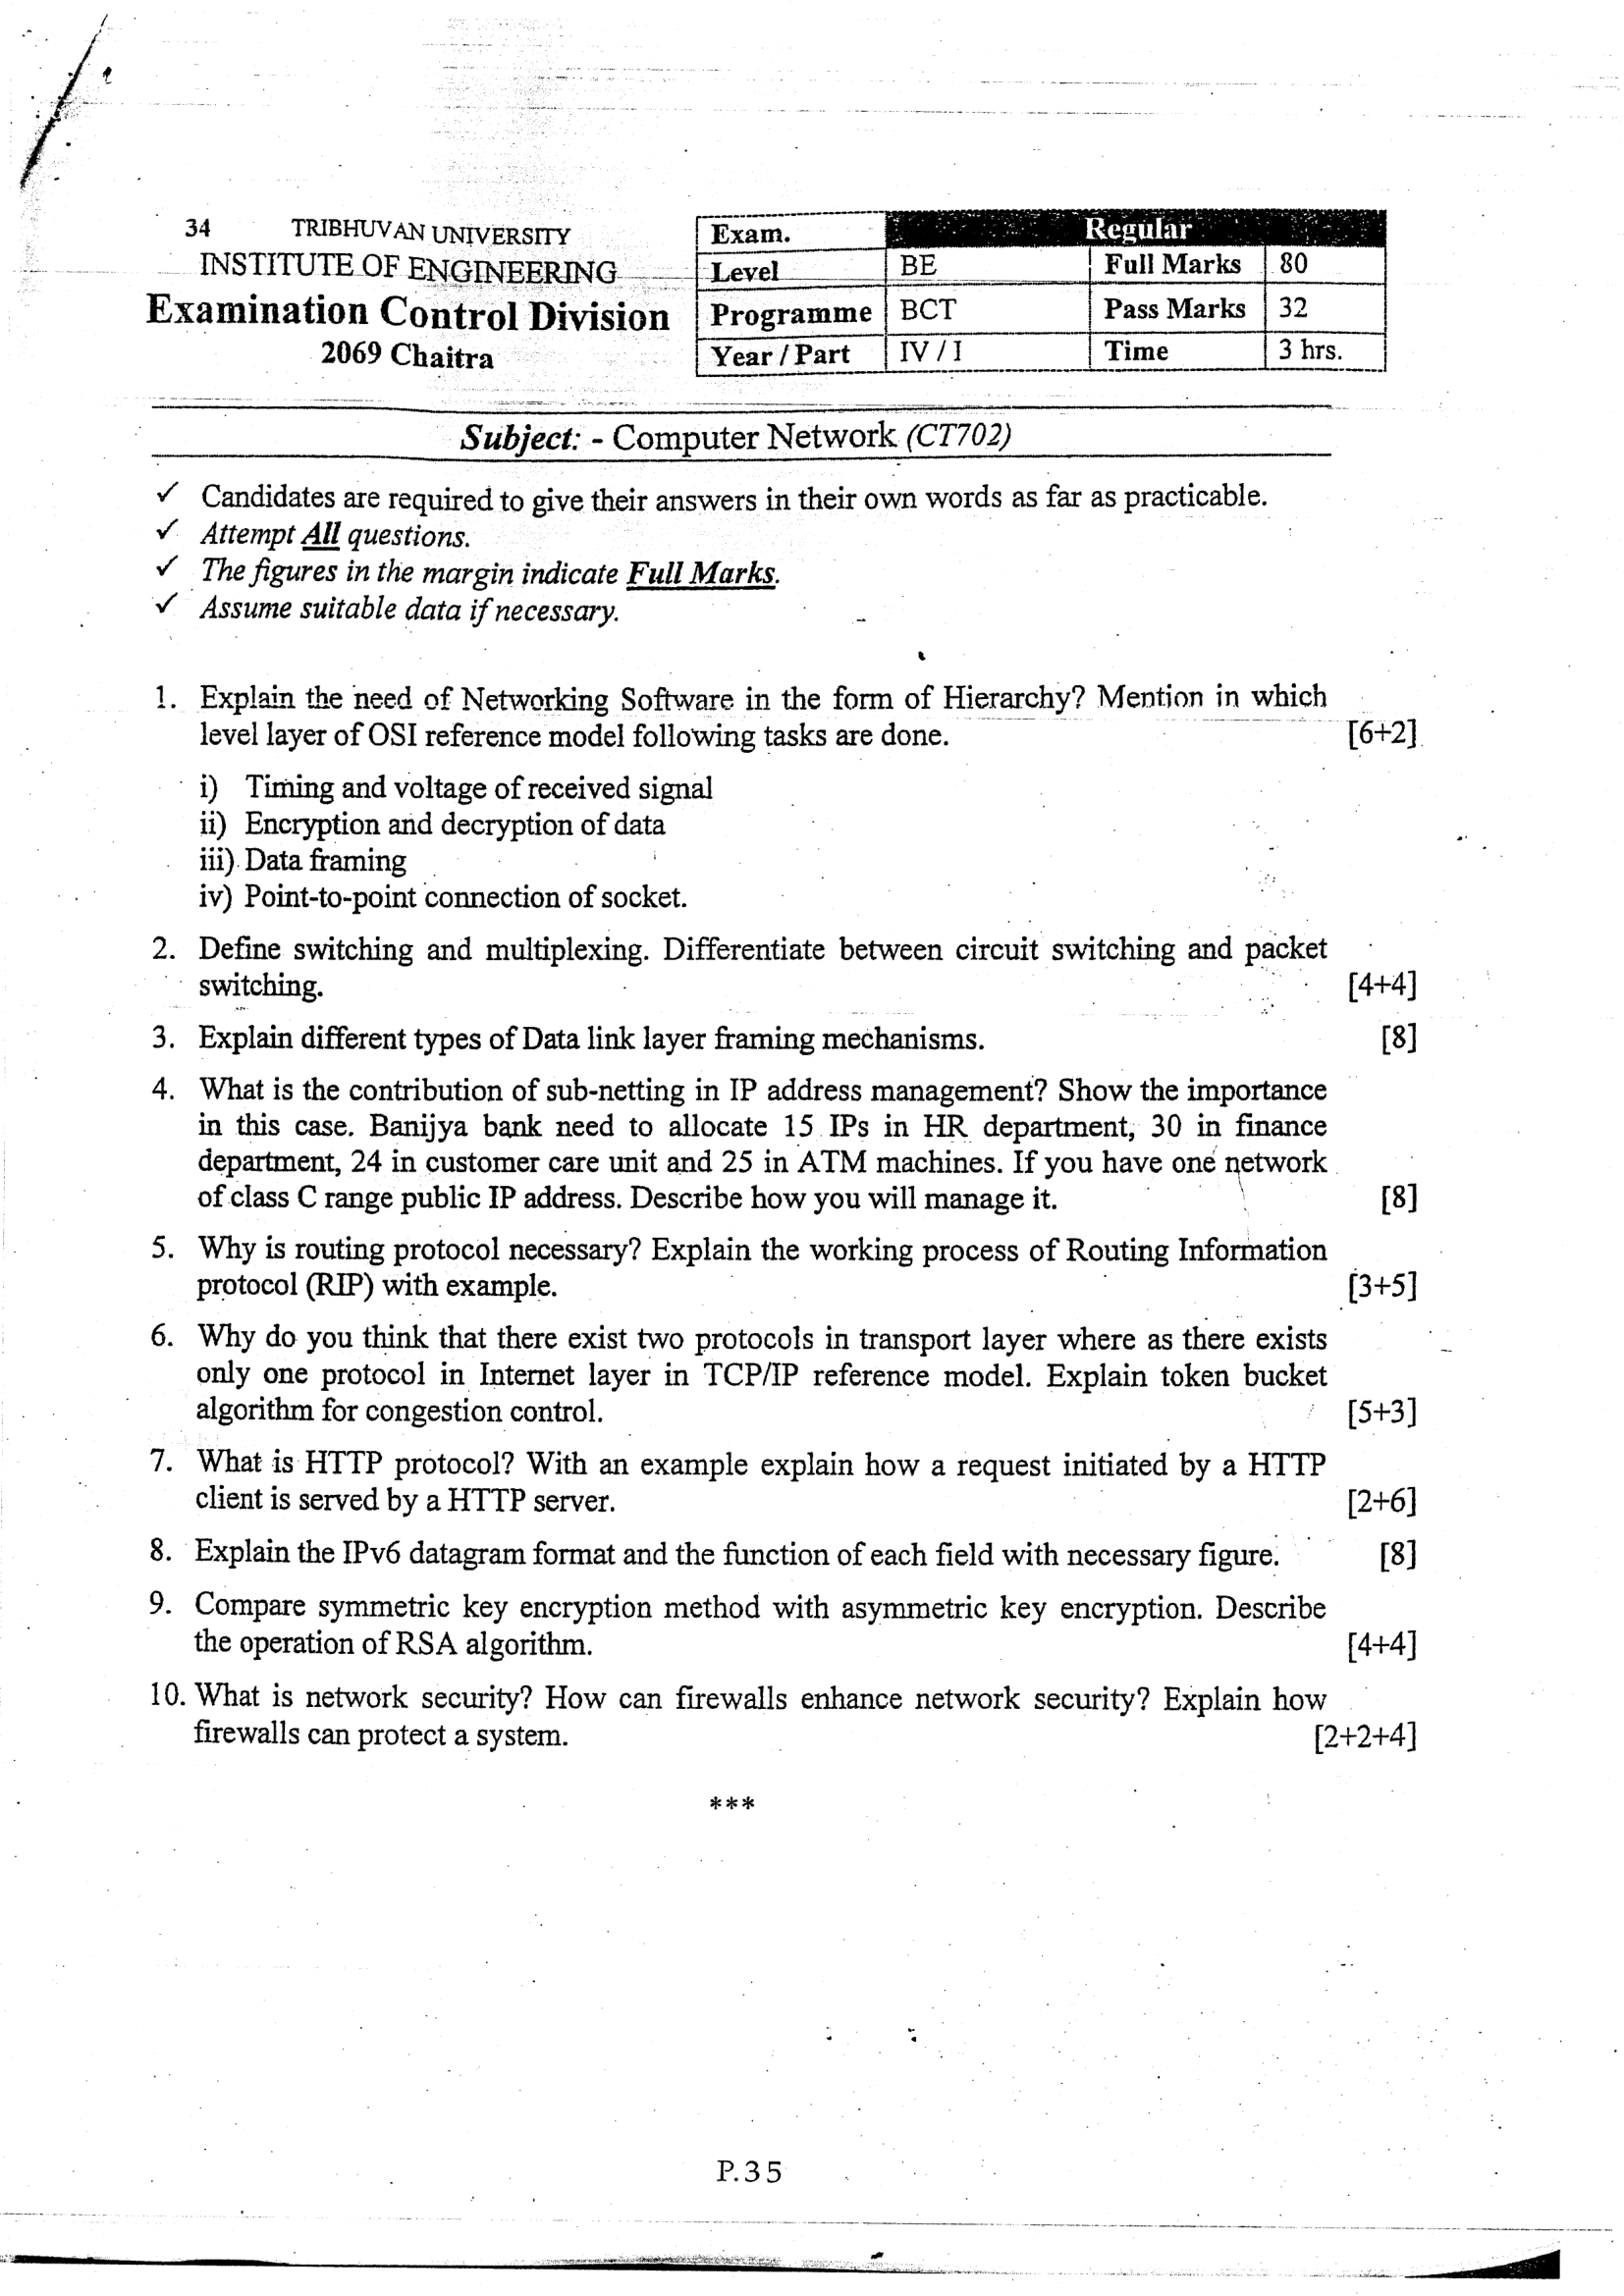 34 TRIBHUVAN UNIVERSITY
INSTITUTE OF ENGINEERING
Examination Control Division
2069 Chaitra
Exam. Regular
Level BE Full Marks 80
Programme BCT Pass Marks 32
Year / Part IV / I Time 3 hrs.
Subject: - Computer Network (CT702)
✓ Candidates are required to give their answers in their own words as far as practicable.
✓ Attempt All questions.
✓ The figures in the margin indicate Full Marks.
✓ Assume suitable data if necessary.
1. Explain the need of Networking Software in the form of Hierarchy? Mention in which
level layer of OSI reference model following tasks are done. [6+2]
i) Timing and voltage of received signal
ii) Encryption and decryption of data
iii) Data framing
iv) Point-to-point connection of socket.
2. Define switching and multiplexing. Differentiate between circuit switching and packet
switching. [4+4]
3. Explain different types of Data link layer framing mechanisms. [8]
4. What is the contribution of sub-netting in IP address management? Show the importance
in this case. Banijya bank need to allocate 15 IPs in HR department, 30 in finance
department, 24 in customer care unit and 25 in ATM machines. If you have one network
of class C range public IP address. Describe how you will manage it. [8]
5. Why is routing protocol necessary? Explain the working process of Routing Information
protocol (RIP) with example. [3+5]
6. Why do you think that there exist two protocols in transport layer where as there exists
only one protocol in Internet layer in TCP/IP reference model. Explain token bucket
algorithm for congestion control. [5+3]
7. What is HTTP protocol? With an example explain how a request initiated by a HTTP
client is served by a HTTP server. [2+6]
8. Explain the IPv6 datagram format and the function of each field with necessary figure. [8]
9. Compare symmetric key encryption method with asymmetric key encryption. Describe
the operation of RSA algorithm. [4+4]
10. What is network security? How can firewalls enhance network security? Explain how
firewalls can protect a system. [2+2+4]
***
P.35